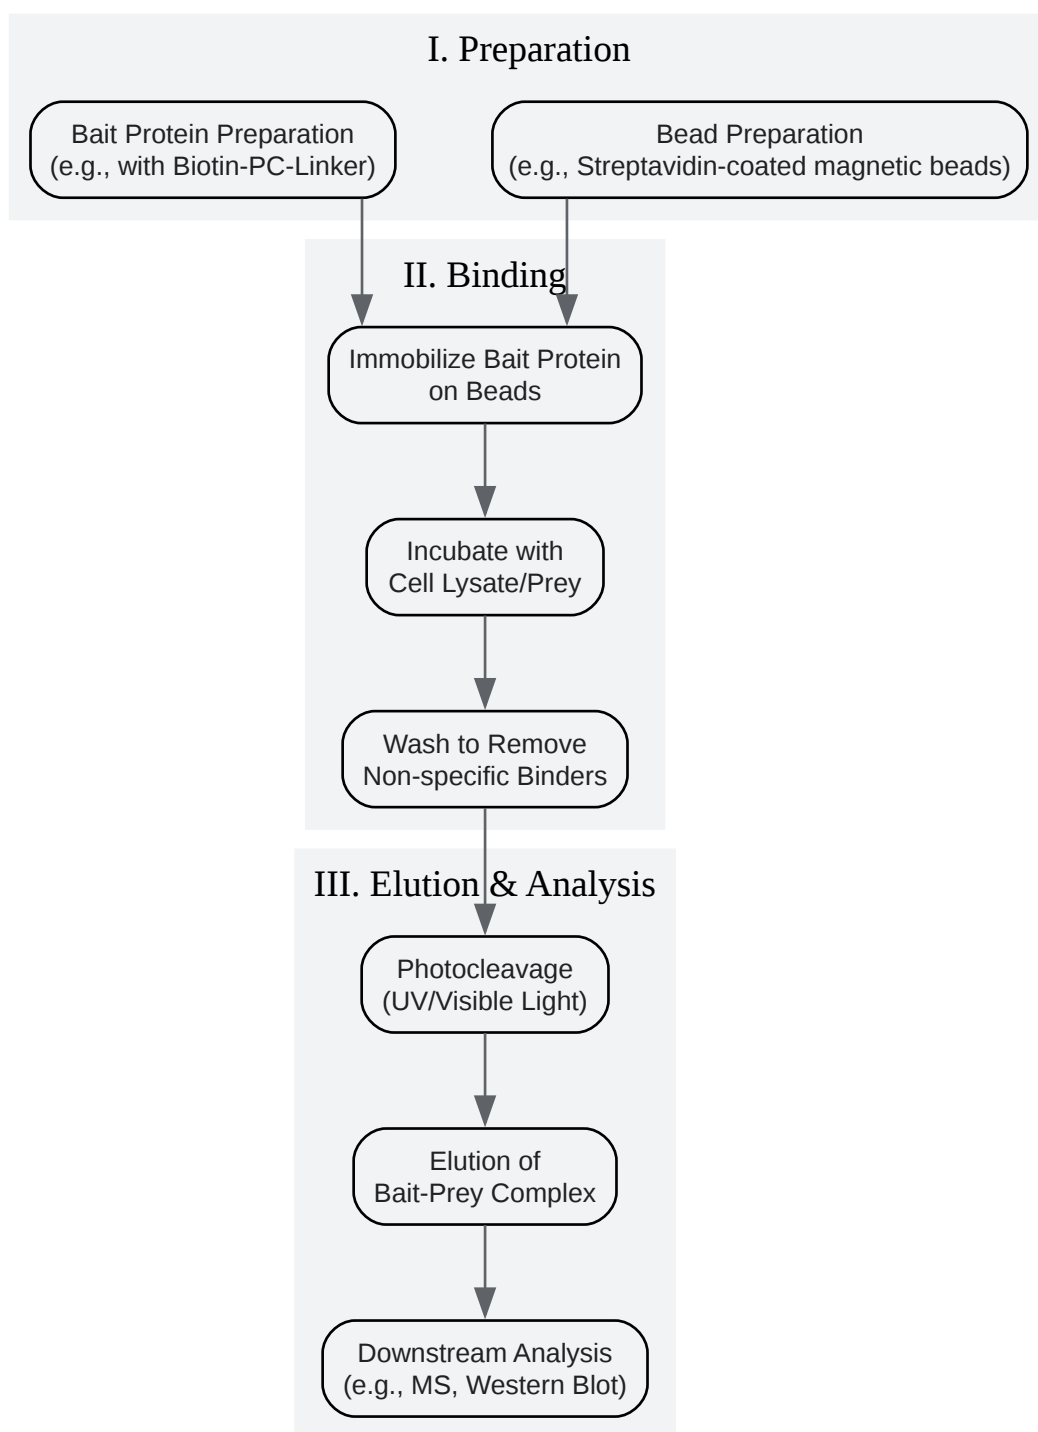 I. Preparation
Bait Protein Preparation
(e.g., with Biotin-PC-Linker)
Bead Preparation
(e.g., Streptavidin-coated magnetic beads)
II. Binding
Immobilize Bait Protein
on Beads
Incubate with
Cell Lysate/Prey
Wash to Remove
Non-specific Binders
III. Elution & Analysis
Photocleavage
(UV/Visible Light)
Elution of
Bait-Prey Complex
Downstream Analysis
(e.g., MS, Western Blot)